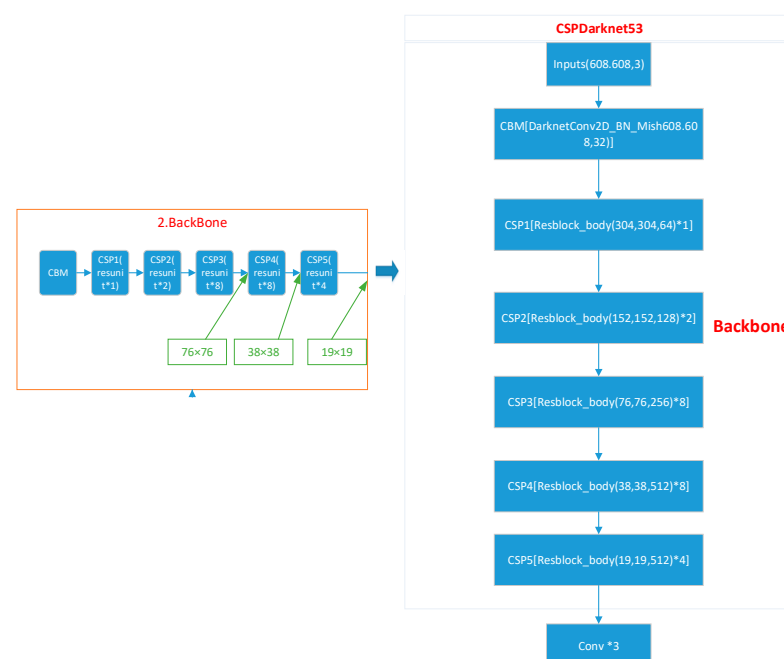 2.BackBone
CBM
CSP1(
resuni
t*1)
CSP2(
resuni
t*2)
CSP3(
resuni
t*8)
CSP4(
resuni
t*8)
CSP5(
resuni
t*4
76×76
38×38
19×19
CSPDarknet53
Inputs(608.608,3)
CBM[DarknetConv2D_BN_Mish608.60
8,32)]
CSP1[Resblock_body(304,304,64)*1]
CSP2[Resblock_body(152,152,128)*2]
Backbone
CSP3[Resblock_body(76,76,256)*8]
CSP4[Resblock_body(38,38,512)*8]
CSP5[Resblock_body(19,19,512)*4]
Conv *3